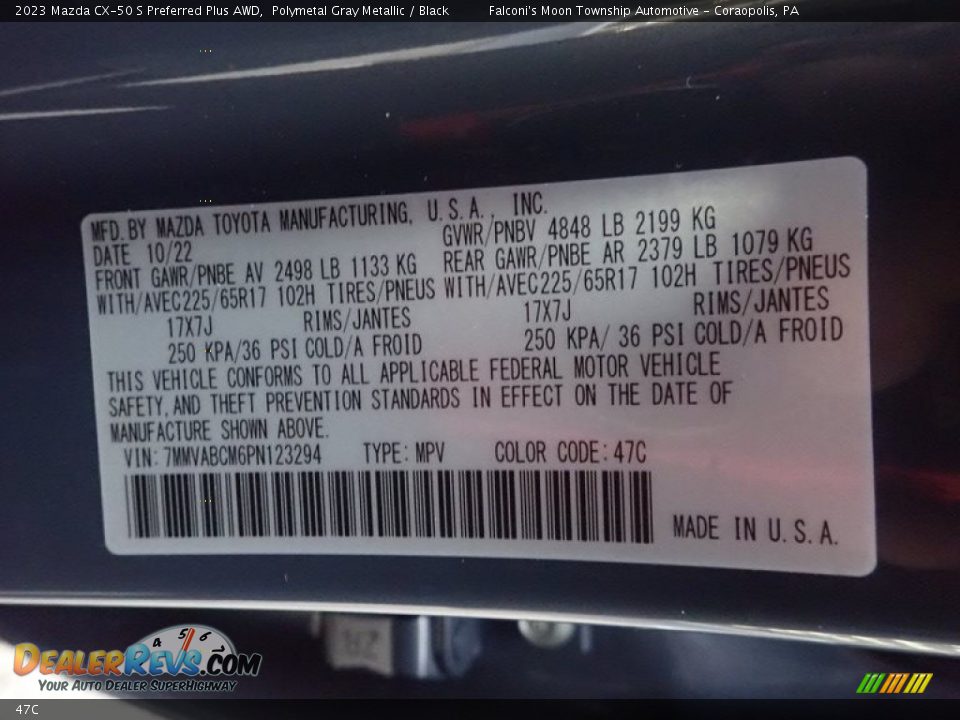 2023 Mazda CX-50 S Preferred Plus AWD, Polymetal Gray Metallic / Black Falconi's Moon Township Automotive - Coraopolis, PA
MFD. BY MAZDA TOYOTA MANUFACTURING, U.S.A., INC.
DATE 10/22 GVWR/PNBV 4848 LB 2199 KG
FRONT GAWR/PNBE AV 2498 LB 1133 KG REAR GAWR/PNBE AR 2379 LB 1079 KG
WITH/AVEC225/65R17 102H TIRES/PNEUS WITH/AVEC225/65R17 102H TIRES/PNEUS
17X7J RIMS/JANTES 17X7J RIMS/JANTES
250 KPA/36 PSI COLD/A FROID 250 KPA/ 36 PSI COLD/A FROID
THIS VEHICLE CONFORMS TO ALL APPLICABLE FEDERAL MOTOR VEHICLE
SAFETY, AND THEFT PREVENTION STANDARDS IN EFFECT ON THE DATE OF
MANUFACTURE SHOWN ABOVE.
VIN: 7MMVABCM6PN123294 TYPE: MPV COLOR CODE: 47C
MADE IN U.S.A.
4 5 6
DEALERREVS.COM
YOUR AUTO DEALER SUPERHIGHWAY
47C